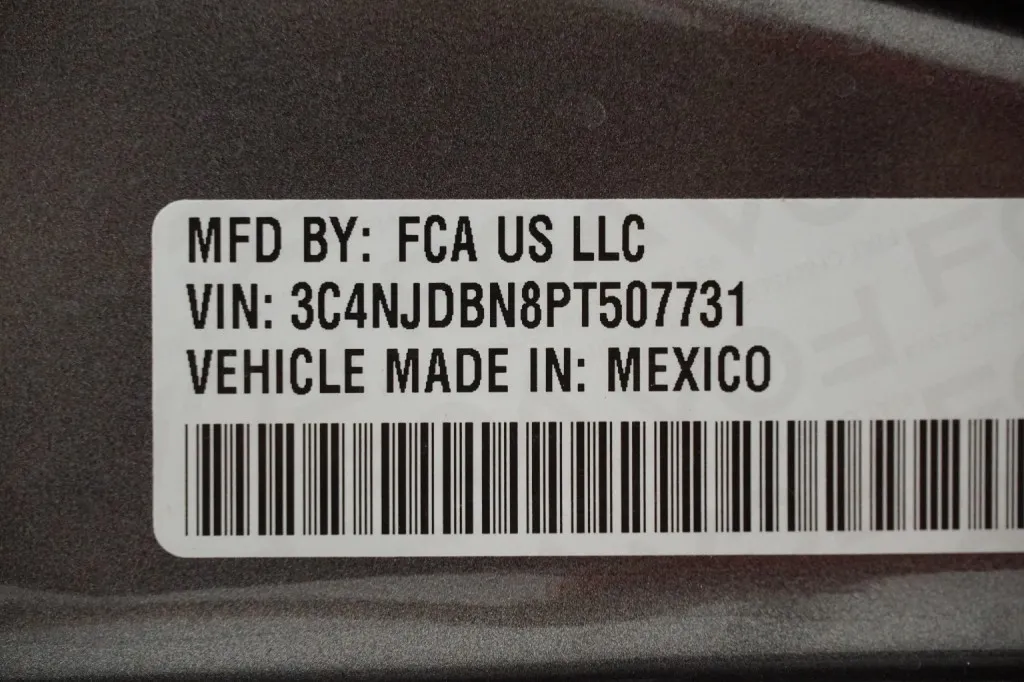 MFD BY: FCA US LLC
VIN: 3C4NJDBN8PT507731
VEHICLE MADE IN: MEXICO